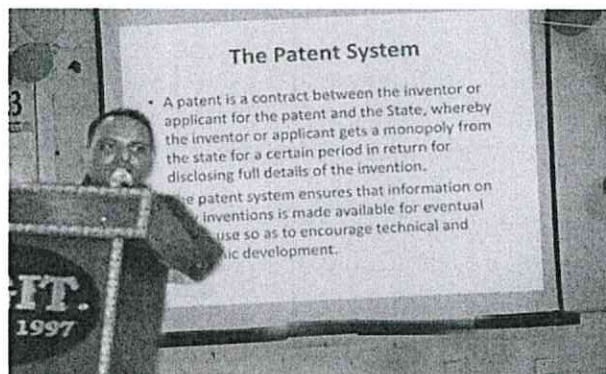 The Patent System
• A patent is a contract between the inventor or
applicant for the patent and the State, whereby
the inventor or applicant gets a monopoly from
the state for a certain period in return for
disclosing full details of the invention.
patent system ensures that information on
inventions is made available for eventual
use so as to encourage technical and
development.
3
GIT.
1997